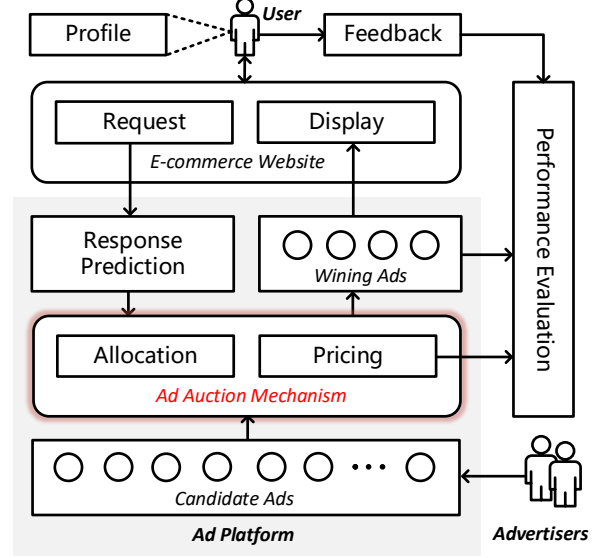 User
Profile
Feedback
Request
Display
E-commerce Website
Performance Evaluation
Response
Prediction
Wining Ads
Allocation
Pricing
Ad Auction Mechanism
...
Candidate Ads
Ad Platform
Advertisers